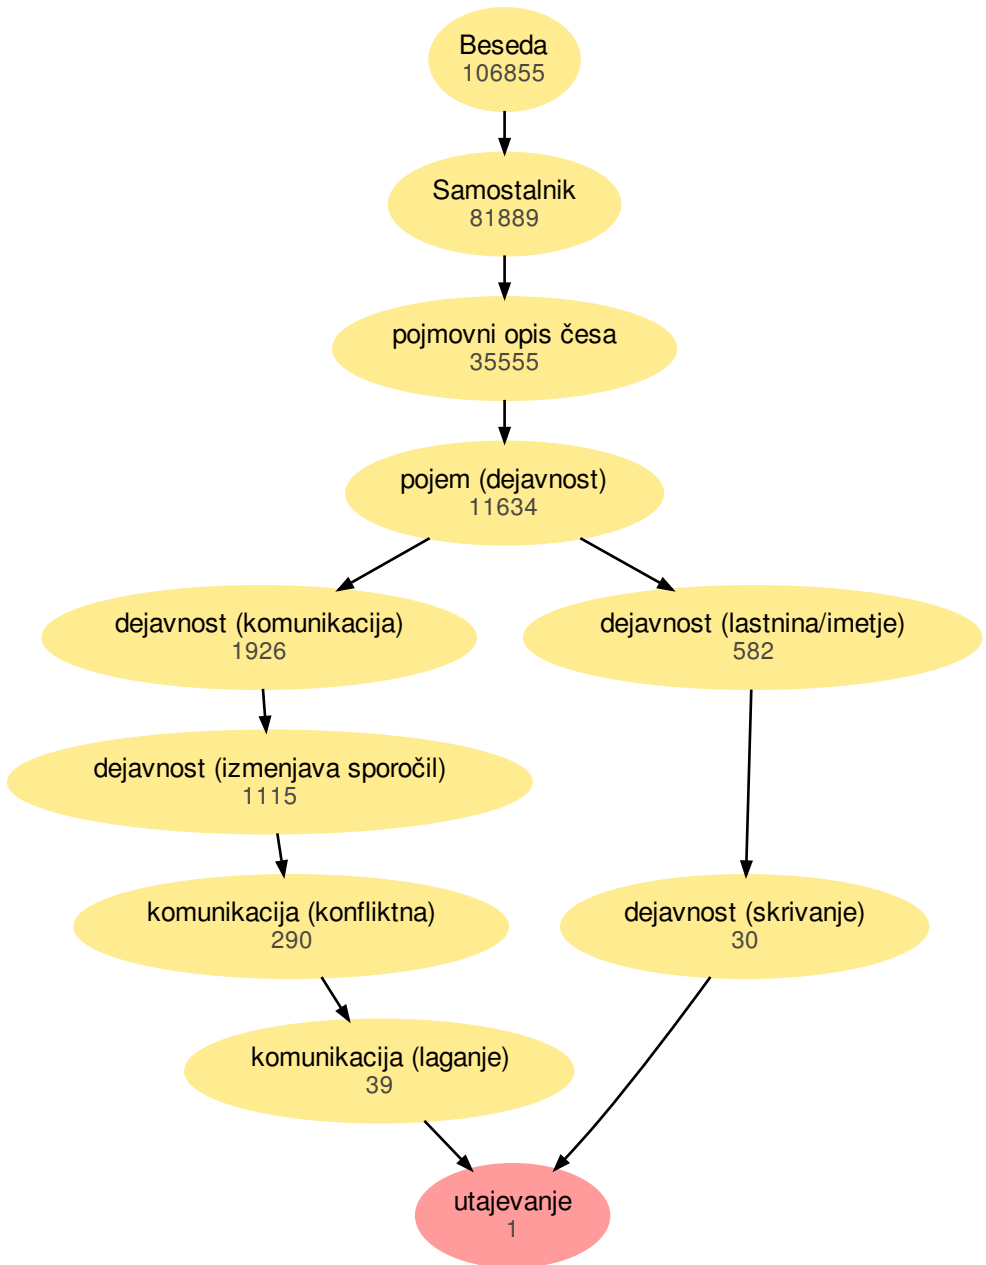 Beseda
106855
Samostalnik
81889
pojmovni opis česa
35555
pojem (dejavnost)
11634
dejavnost (komunikacija)
1926
dejavnost (lastnina/imetje)
582
dejavnost (izmenjava sporočil)
1115
komunikacija (konfliktna)
290
dejavnost (skrivanje)
30
komunikacija (laganje)
39
utajevanje
1